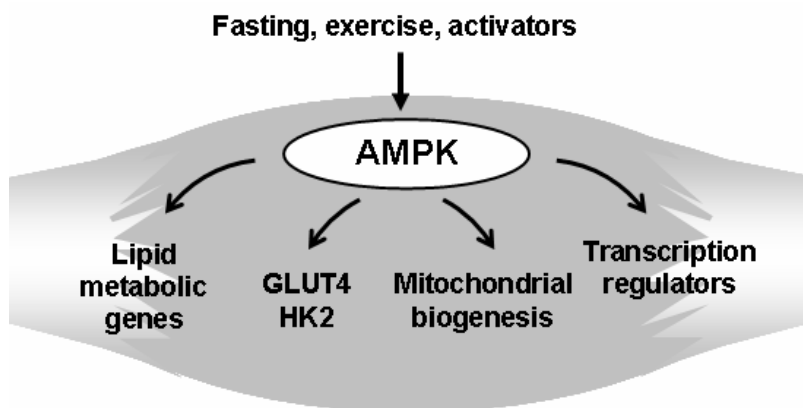 Fasting, exercise, activators
AMPK
Lipid
metabolic
genes
GLUT4
HK2
Mitochondrial
biogenesis
Transcription
regulators